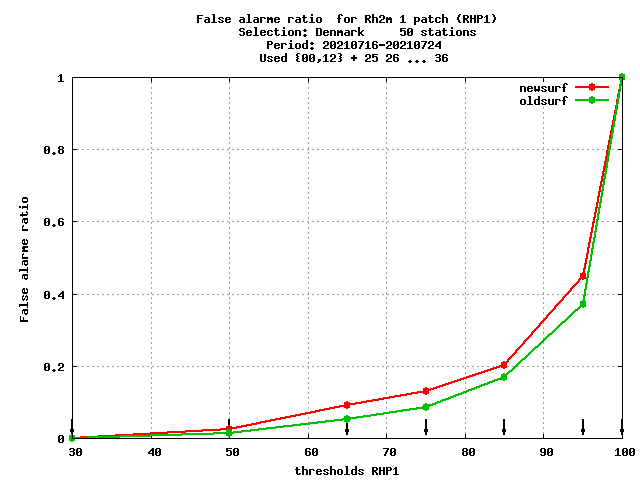 False alarme ratio  for Rh2m 1 patch (RHP1)
Selection: Denmark     50 stations
Period: 20210716-20210724
Used {00,12} + 25 26 ... 36
1
0.8
0.6
0.4
0.2
0
False alarme ratio
newsurf
oldsurf
30 40 50 60 70 80 90 100
thresholds RHP1